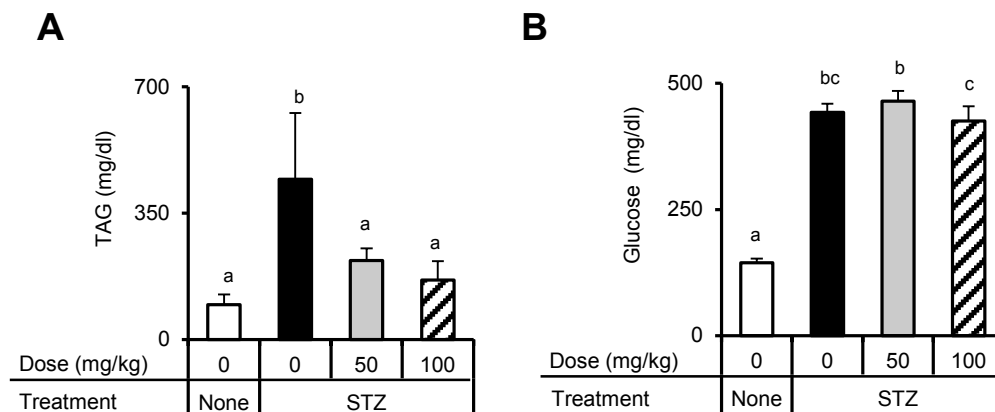 A
700
350
0
TAG (mg/dl)
a
b
a
a
Dose (mg/kg) 0 0 50 100
Treatment None STZ
B
500
250
0
Glucose (mg/dl)
a
bc
b
c
Dose (mg/kg) 0 0 50 100
Treatment None STZ